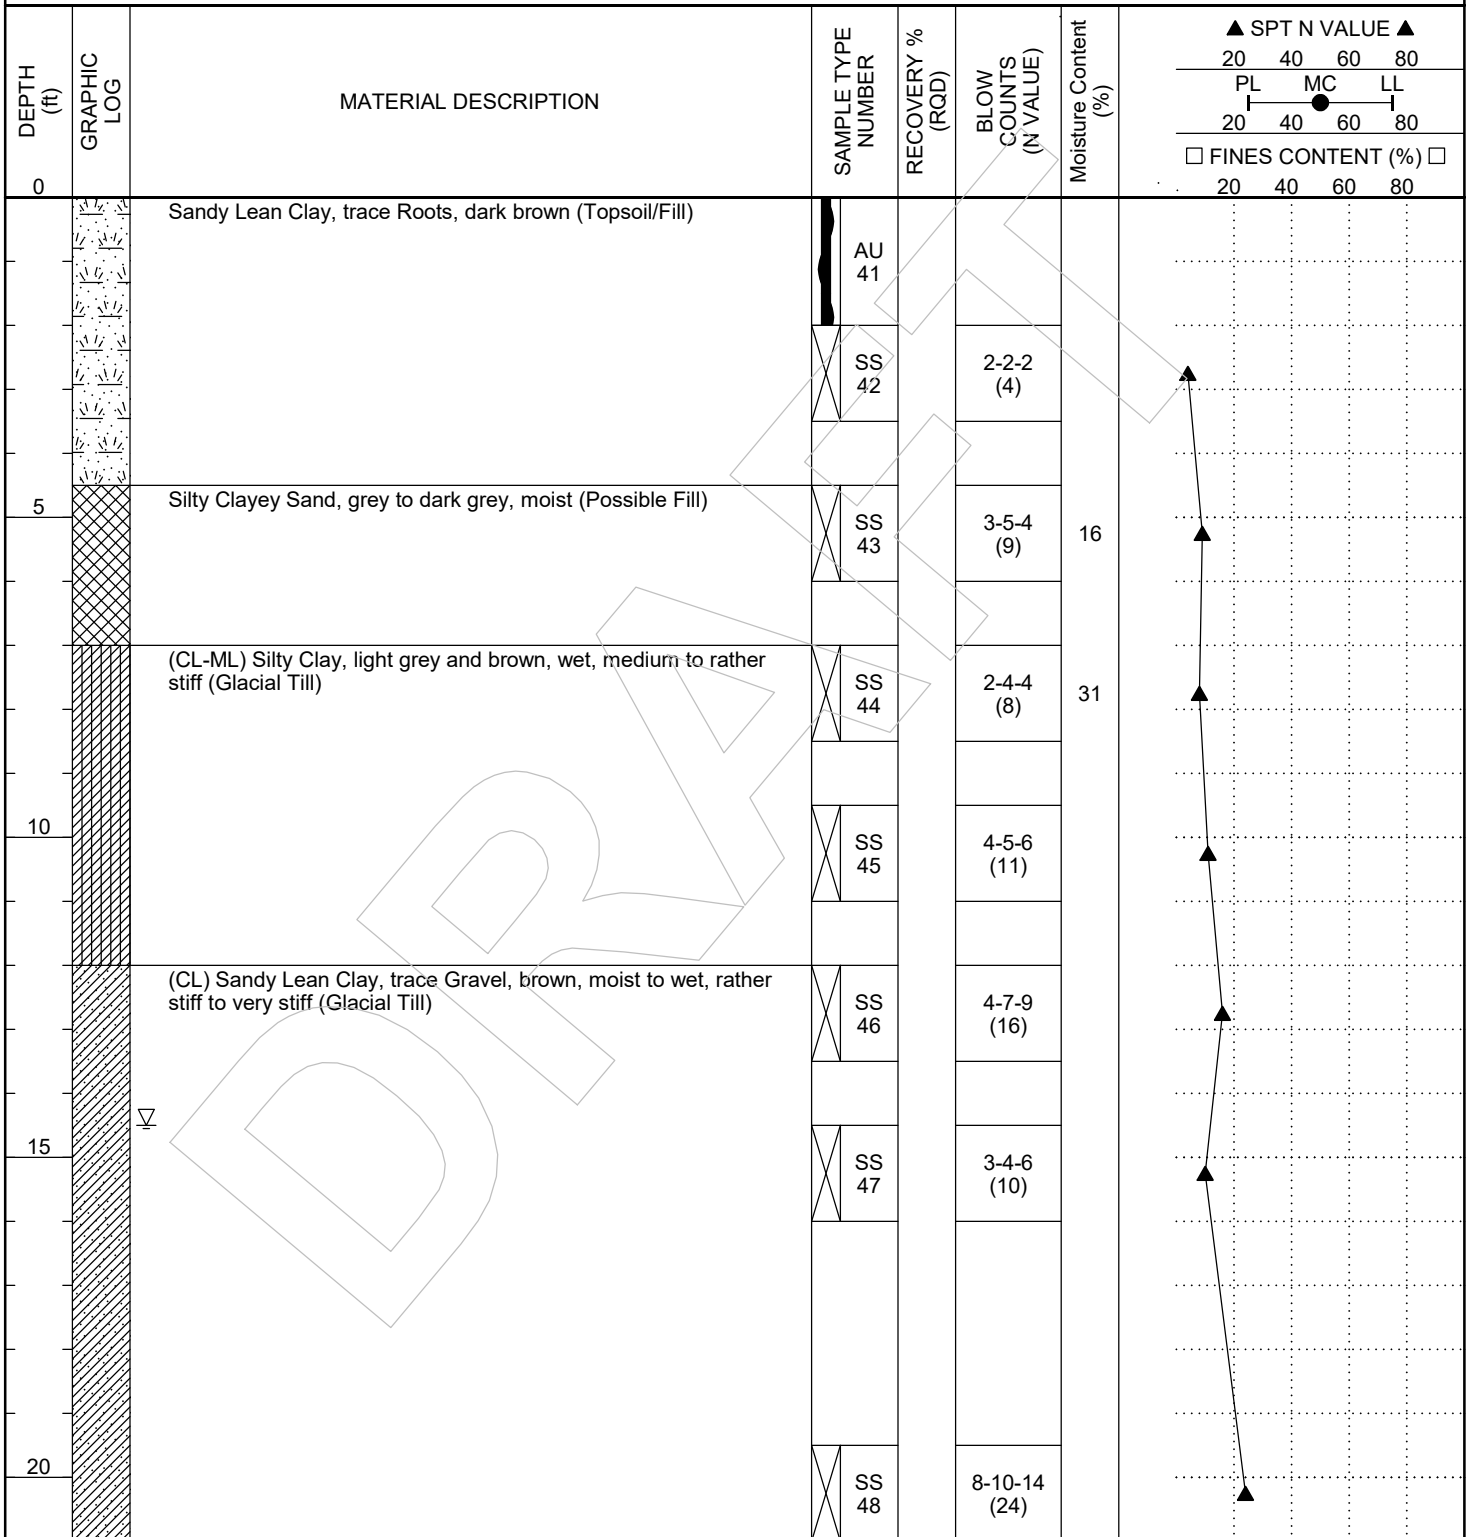 DEPTH
(ft)
GRAPHIC
LOG
MATERIAL DESCRIPTION
SAMPLE TYPE
NUMBER
RECOVERY %
(RQD)
BLOW
COUNTS
(N VALUE)
Moisture Content
(%)
▲ SPT N VALUE ▲
20 40 60 80
PL MC LL
20 40 60 80
□ FINES CONTENT (%) □
20 40 60 80
0
Sandy Lean Clay, trace Roots, dark brown (Topsoil/Fill)
AU
41
SS
42
2-2-2
(4)
5
Silty Clayey Sand, grey to dark grey, moist (Possible Fill)
SS
43
3-5-4
(9)
16
(CL-ML) Silty Clay, light grey and brown, wet, medium to rather
stiff (Glacial Till)
SS
44
2-4-4
(8)
31
10
SS
45
4-5-6
(11)
(CL) Sandy Lean Clay, trace Gravel, brown, moist to wet, rather
stiff to very stiff (Glacial Till)
SS
46
4-7-9
(16)
15
SS
47
3-4-6
(10)
20
SS
48
8-10-14
(24)
DRAFT